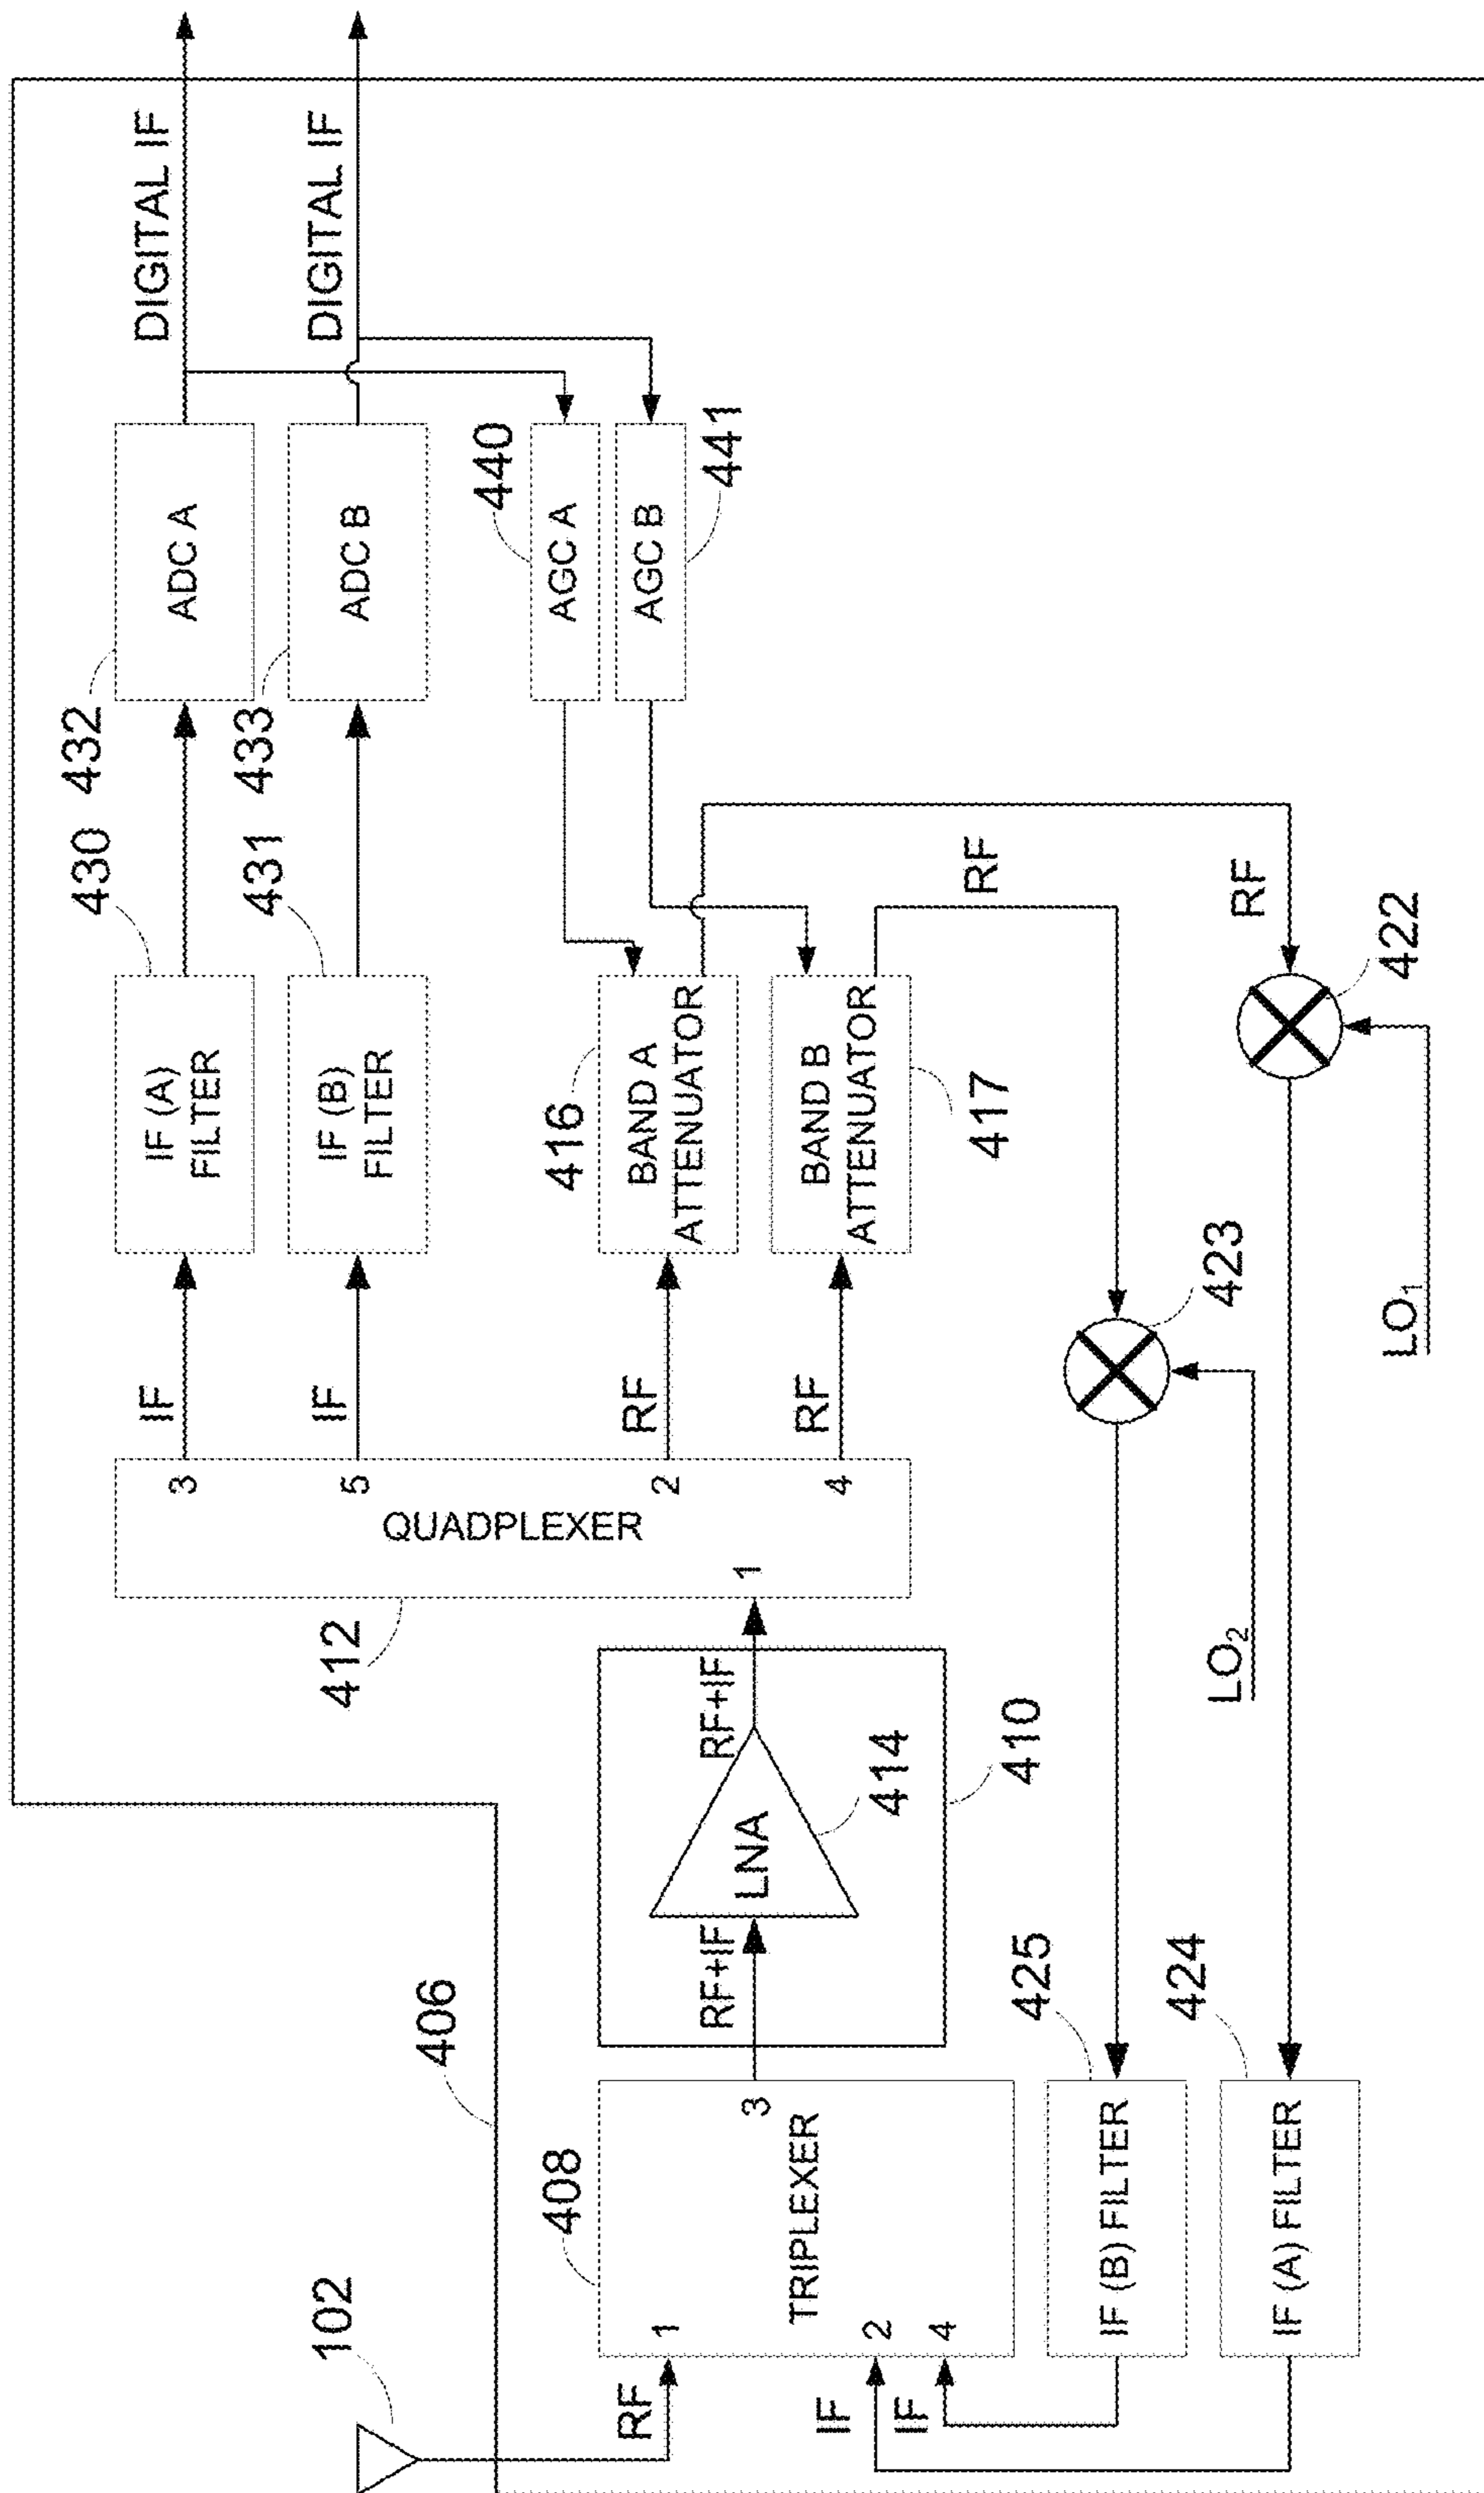 102
406
408
RF
1
IF
2
IF
4
TRIPLEXER
3
425
IF (B) FILTER
424
IF (A) FILTER
RF+IF
LNA
RF+IF
414
410
412
1
QUADPLEXER
3
5
2
4
IF
IF
RF
RF
430
IF (A)
FILTER
431
IF (B)
FILTER
416
BAND A
ATTENUATOR
BAND B
ATTENUATOR
417
432
ADC A
433
ADC B
440
AGC A
AGC B
441
DIGITAL IF
DIGITAL IF
RF
RF
423
LO2
422
LO1